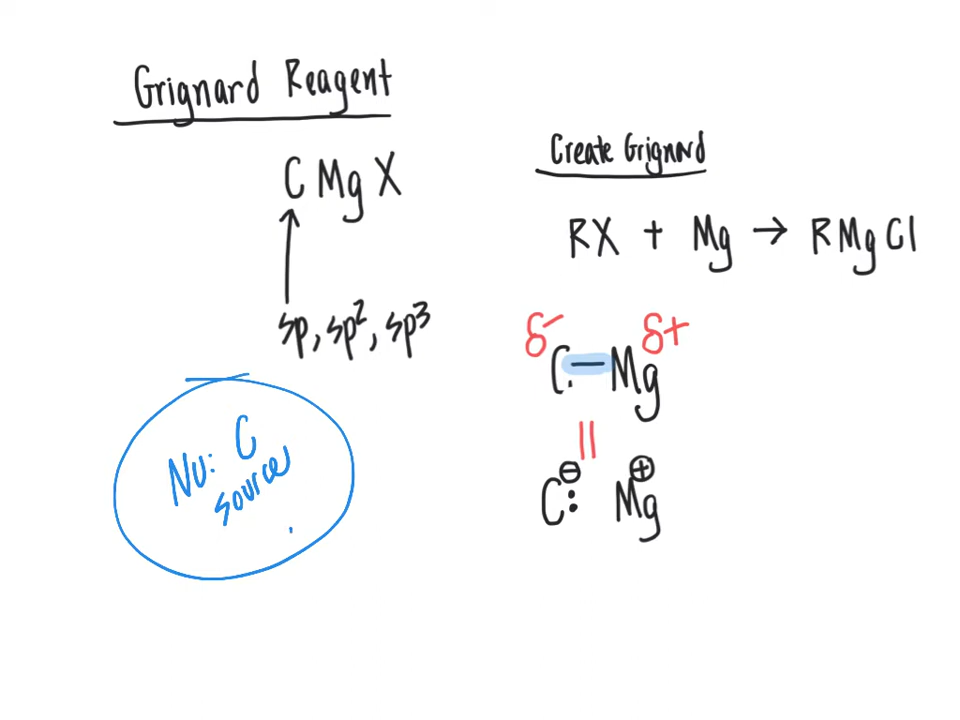 Grignard Reagent
C Mg X
sp, sp², sp³
Nu: C
source
Create Grignard
RX + Mg → RMgCl
δ- δ+
C — Mg
||
C:⊖ Mg⊕